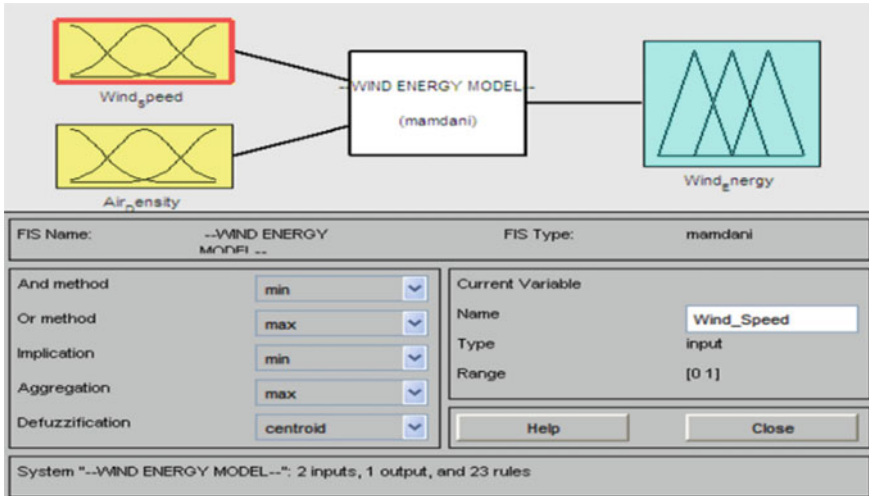 Wind_Speed
Air_Density
--WIND ENERGY MODEL--
(mamdani)
Wind_Energy
FIS Name: --WIND ENERGY MODEL-- FIS Type: mamdani
And method min
Or method max
Implication min
Aggregation max
Defuzzification centroid
Current Variable
Name Wind_Speed
Type input
Range [0 1]
Help Close
System "--WIND ENERGY MODEL--": 2 inputs, 1 output, and 23 rules